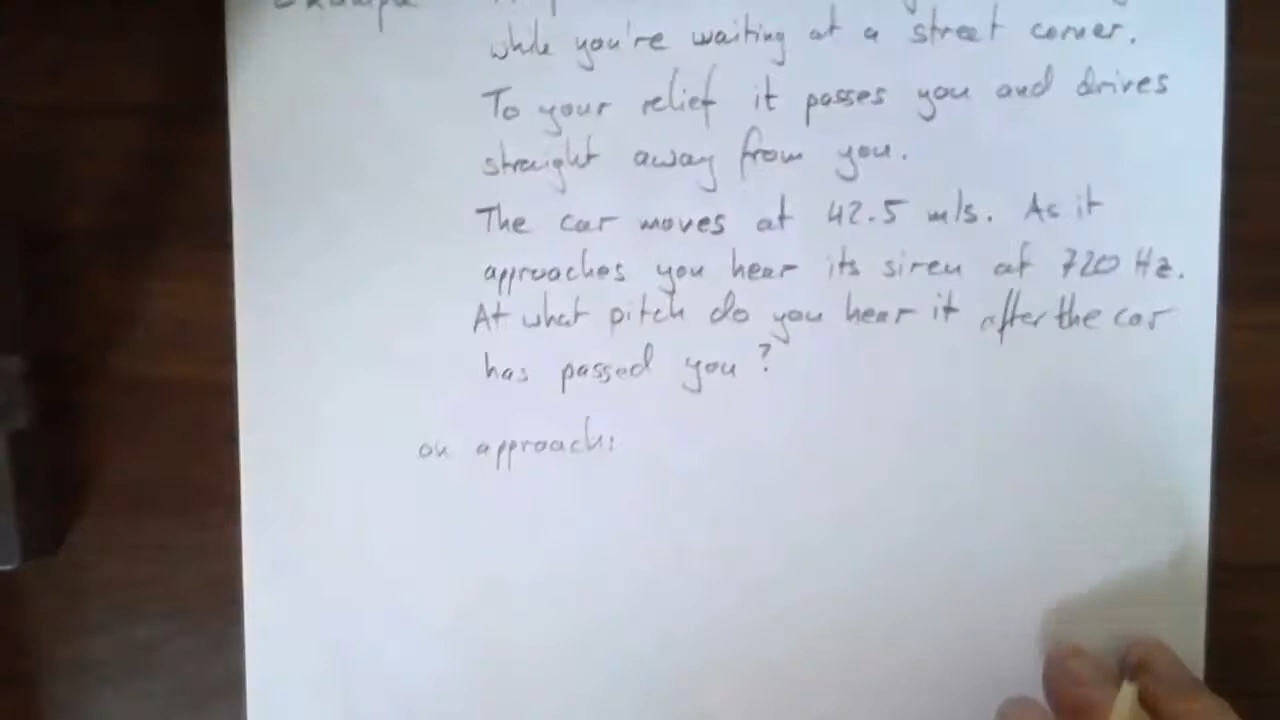 Example
while you're waiting at a street corner.
To your relief it passes you and drives
straight away from you.
The car moves at 42.5 m/s. As it
approaches you hear its siren at 720 Hz.
At what pitch do you hear it after the car
has passed you?
on approach: